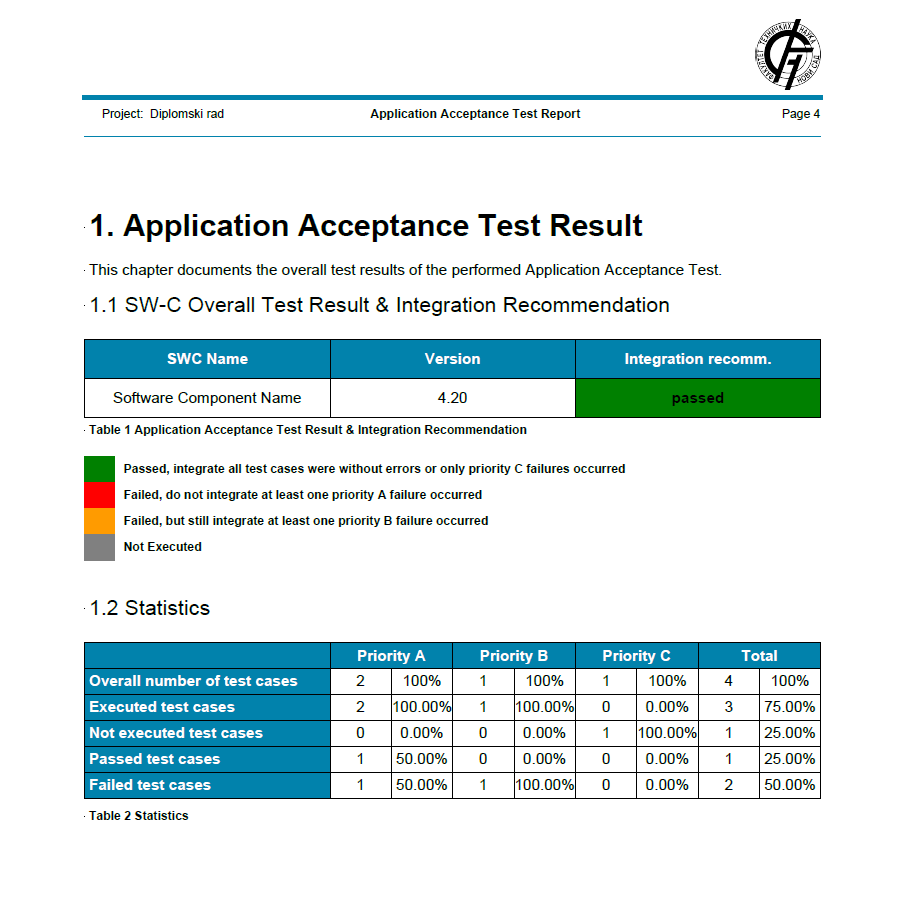 ФАКУЛТЕТ ТЕХНИЧКИХ НАУКА
НОВИ САД
Project: Diplomski rad Application Acceptance Test Report Page 4
1. Application Acceptance Test Result
This chapter documents the overall test results of the performed Application Acceptance Test.
1.1 SW-C Overall Test Result & Integration Recommendation
SWC Name Version Integration recomm.
Software Component Name 4.20 passed
Table 1 Application Acceptance Test Result & Integration Recommendation
Passed, integrate all test cases were without errors or only priority C failures occurred
Failed, do not integrate at least one priority A failure occurred
Failed, but still integrate at least one priority B failure occurred
Not Executed
1.2 Statistics
Priority A Priority B Priority C Total
Overall number of test cases 2 100% 1 100% 1 100% 4 100%
Executed test cases 2 100.00% 1 100.00% 0 0.00% 3 75.00%
Not executed test cases 0 0.00% 0 0.00% 1 100.00% 1 25.00%
Passed test cases 1 50.00% 0 0.00% 0 0.00% 1 25.00%
Failed test cases 1 50.00% 1 100.00% 0 0.00% 2 50.00%
Table 2 Statistics